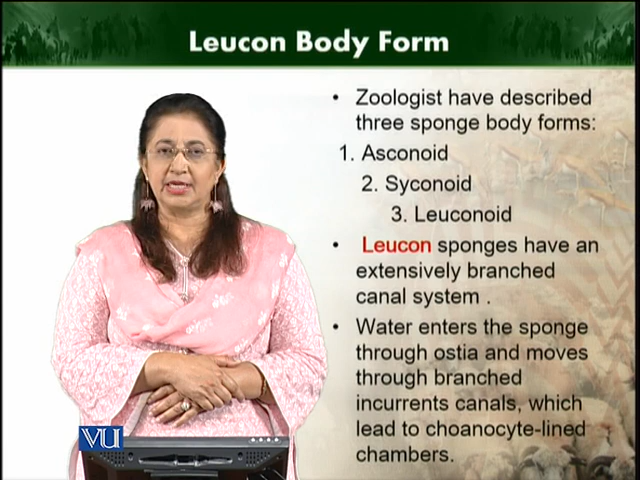 Leucon Body Form
• Zoologist have described
three sponge body forms:
1. Asconoid
2. Syconoid
3. Leuconoid
• Leucon sponges have an
extensively branched
canal system .
• Water enters the sponge
through ostia and moves
through branched
incurrents canals, which
lead to choanocyte-lined
chambers.
VU